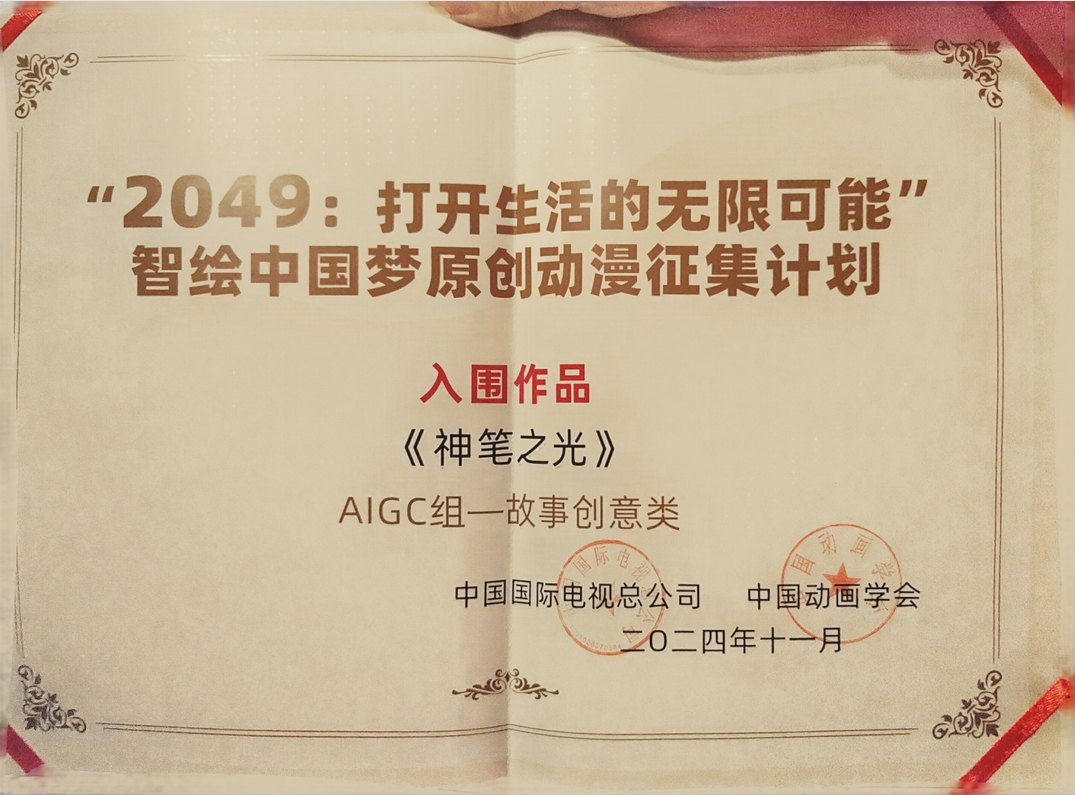 “2049：打开生活的无限可能”
智绘中国梦原创动漫征集计划
入围作品
《神笔之光》
AIGC组—故事创意类
中国国际电视总公司 中国动画学会
二〇二四年十一月